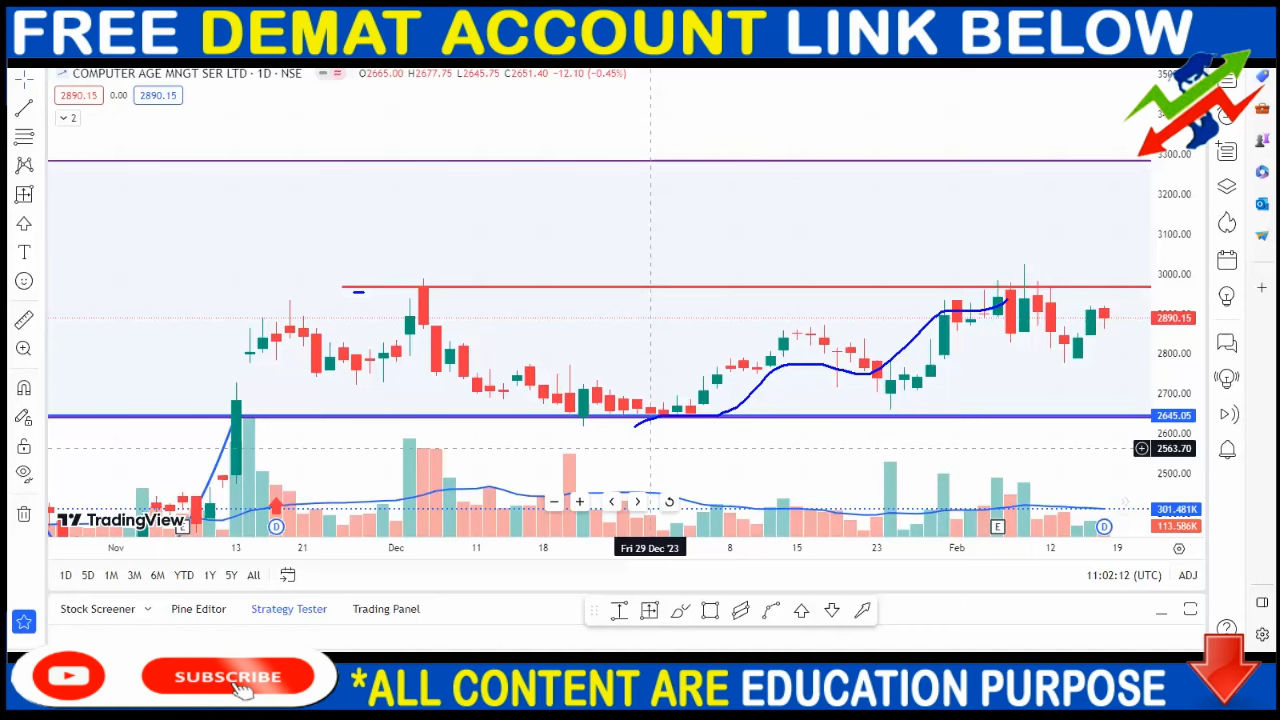 FREE DEMAT ACCOUNT LINK BELOW
COMPUTER AGE MNGT SER LTD · 1D · NSE O2665.00 H2677.75 L2645.75 C2651.40 -12.10 (-0.45%)
2890.15 0.00 2890.15
2
3300.00
3200.00
3100.00
3000.00
2890.15
2800.00
2700.00
2645.05
2600.00
2563.70
2500.00
301.481K
113.586K
TradingView
E D E D
Nov 13 21 Dec 11 18 Fri 29 Dec '23 8 15 23 Feb 12 19
1D 5D 1M 3M 6M YTD 1Y 5Y All 11:02:12 (UTC) ADJ
Stock Screener Pine Editor Strategy Tester Trading Panel
SUBSCRIBE
*ALL CONTENT ARE EDUCATION PURPOSE